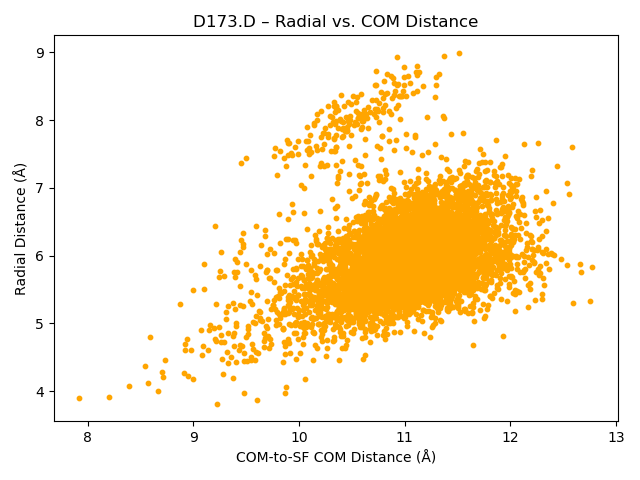 D173.D – Radial vs. COM Distance
9
8
7
6
5
4
Radial Distance (Å)
8 9 10 11 12 13
COM-to-SF COM Distance (Å)